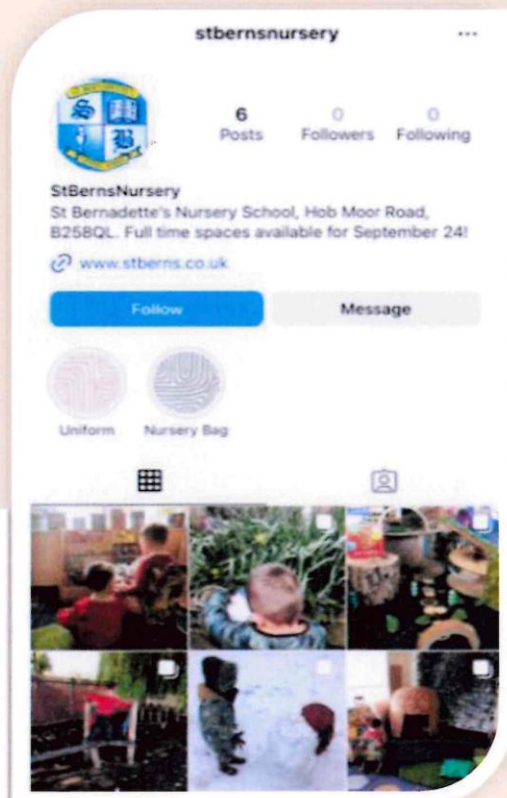 stbernsnursery
6 0 0
Posts Followers Following
StBernsNursery
St Bernadette's Nursery School, Hob Moor Road,
B258QL. Full time spaces available for September 24!
www.stberns.co.uk
Follow Message
Uniform Nursery Bag
S
B